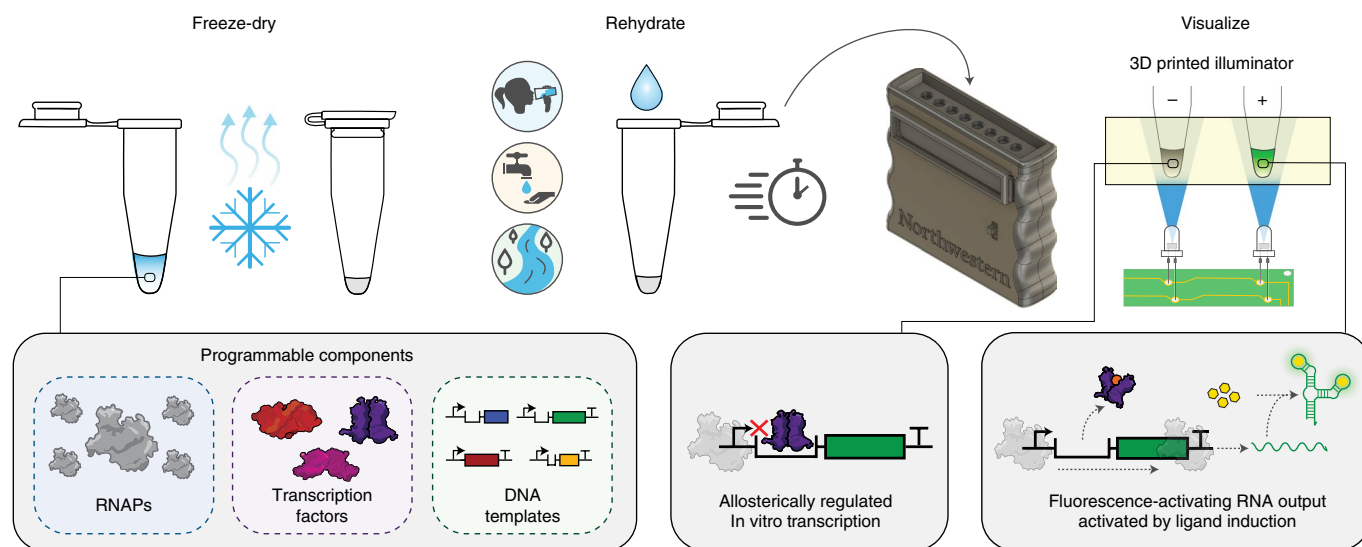 Freeze-dry
Rehydrate
Visualize
3D printed illuminator
−
+
Northwestern
Programmable components
RNAPs
Transcription
factors
DNA
templates
Allosterically regulated
In vitro transcription
Fluorescence-activating RNA output
activated by ligand induction